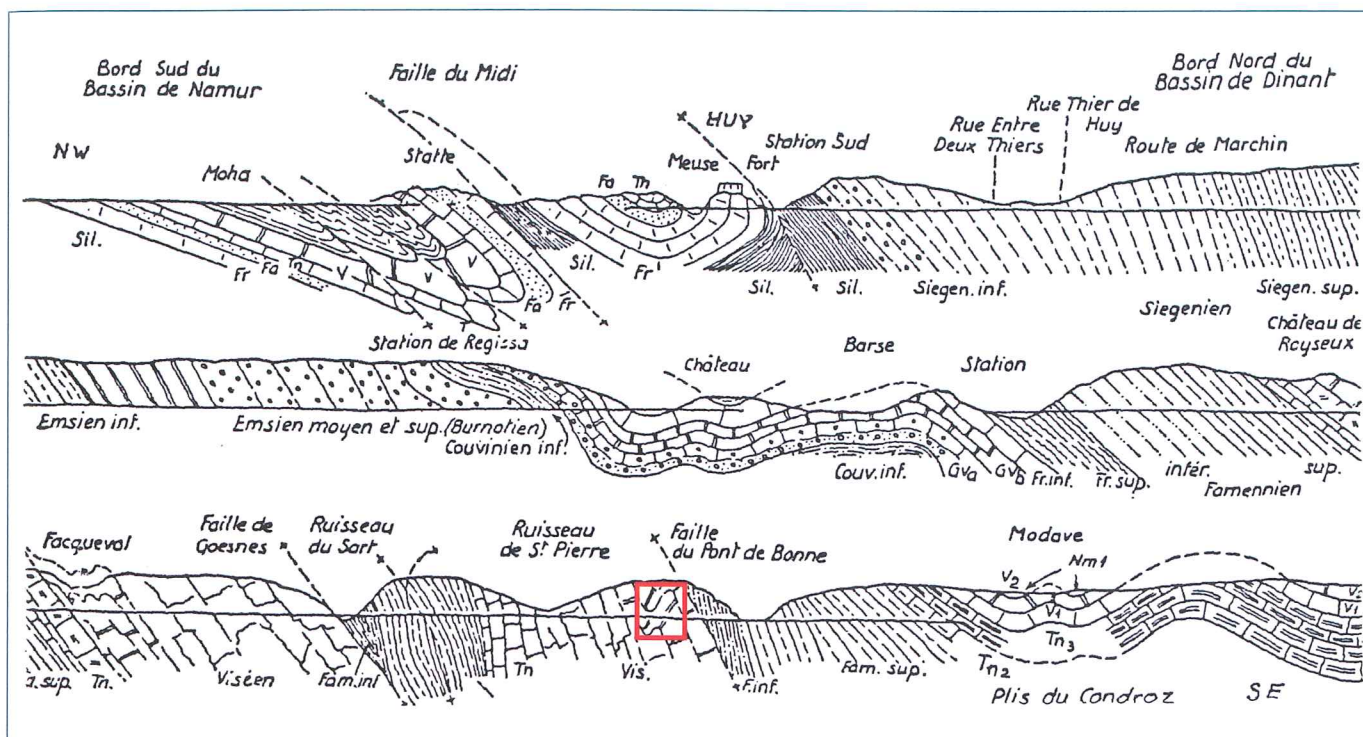 Bord Sud du
Bassin de Namur
Faille du Midi
Bord Nord du
Bassin de Dinant
NW
Moha
Statte
Fa Tn
Meuse
HUY
Fort
Station Sud
Rue Entre
Deux Thiers
Rue Thier de
Huy
Route de Marchin
Sil.
Fr
Fa
Tn
V
V
V
Fa
Fr
Sil.
Fr
Sil.
Sil.
Siegen. inf.
Siegenien
Siegen. sup.
Station de Regissa
Château
Barse
Station
Château de
Royseux
Emsien inf.
Emsien moyen et sup. (Burnotien)
Couvinien inf.
Couv. inf.
Gva
Gvb
Fr. inf.
Fr. sup.
infér.
Famennien
sup.
Facqueval
Faille de
Goesnes
Ruisseau
du Sart
Ruisseau
de St Pierre
Faille
du Pont de Bonne
Modave
V2
Nm1
V1
Tn3
V2
V1
a. sup.
Tn.
Viséen
Fam. inf
Tn
Vis.
F. inf.
Fam. sup.
Tn2
Plis du Condroz
SE